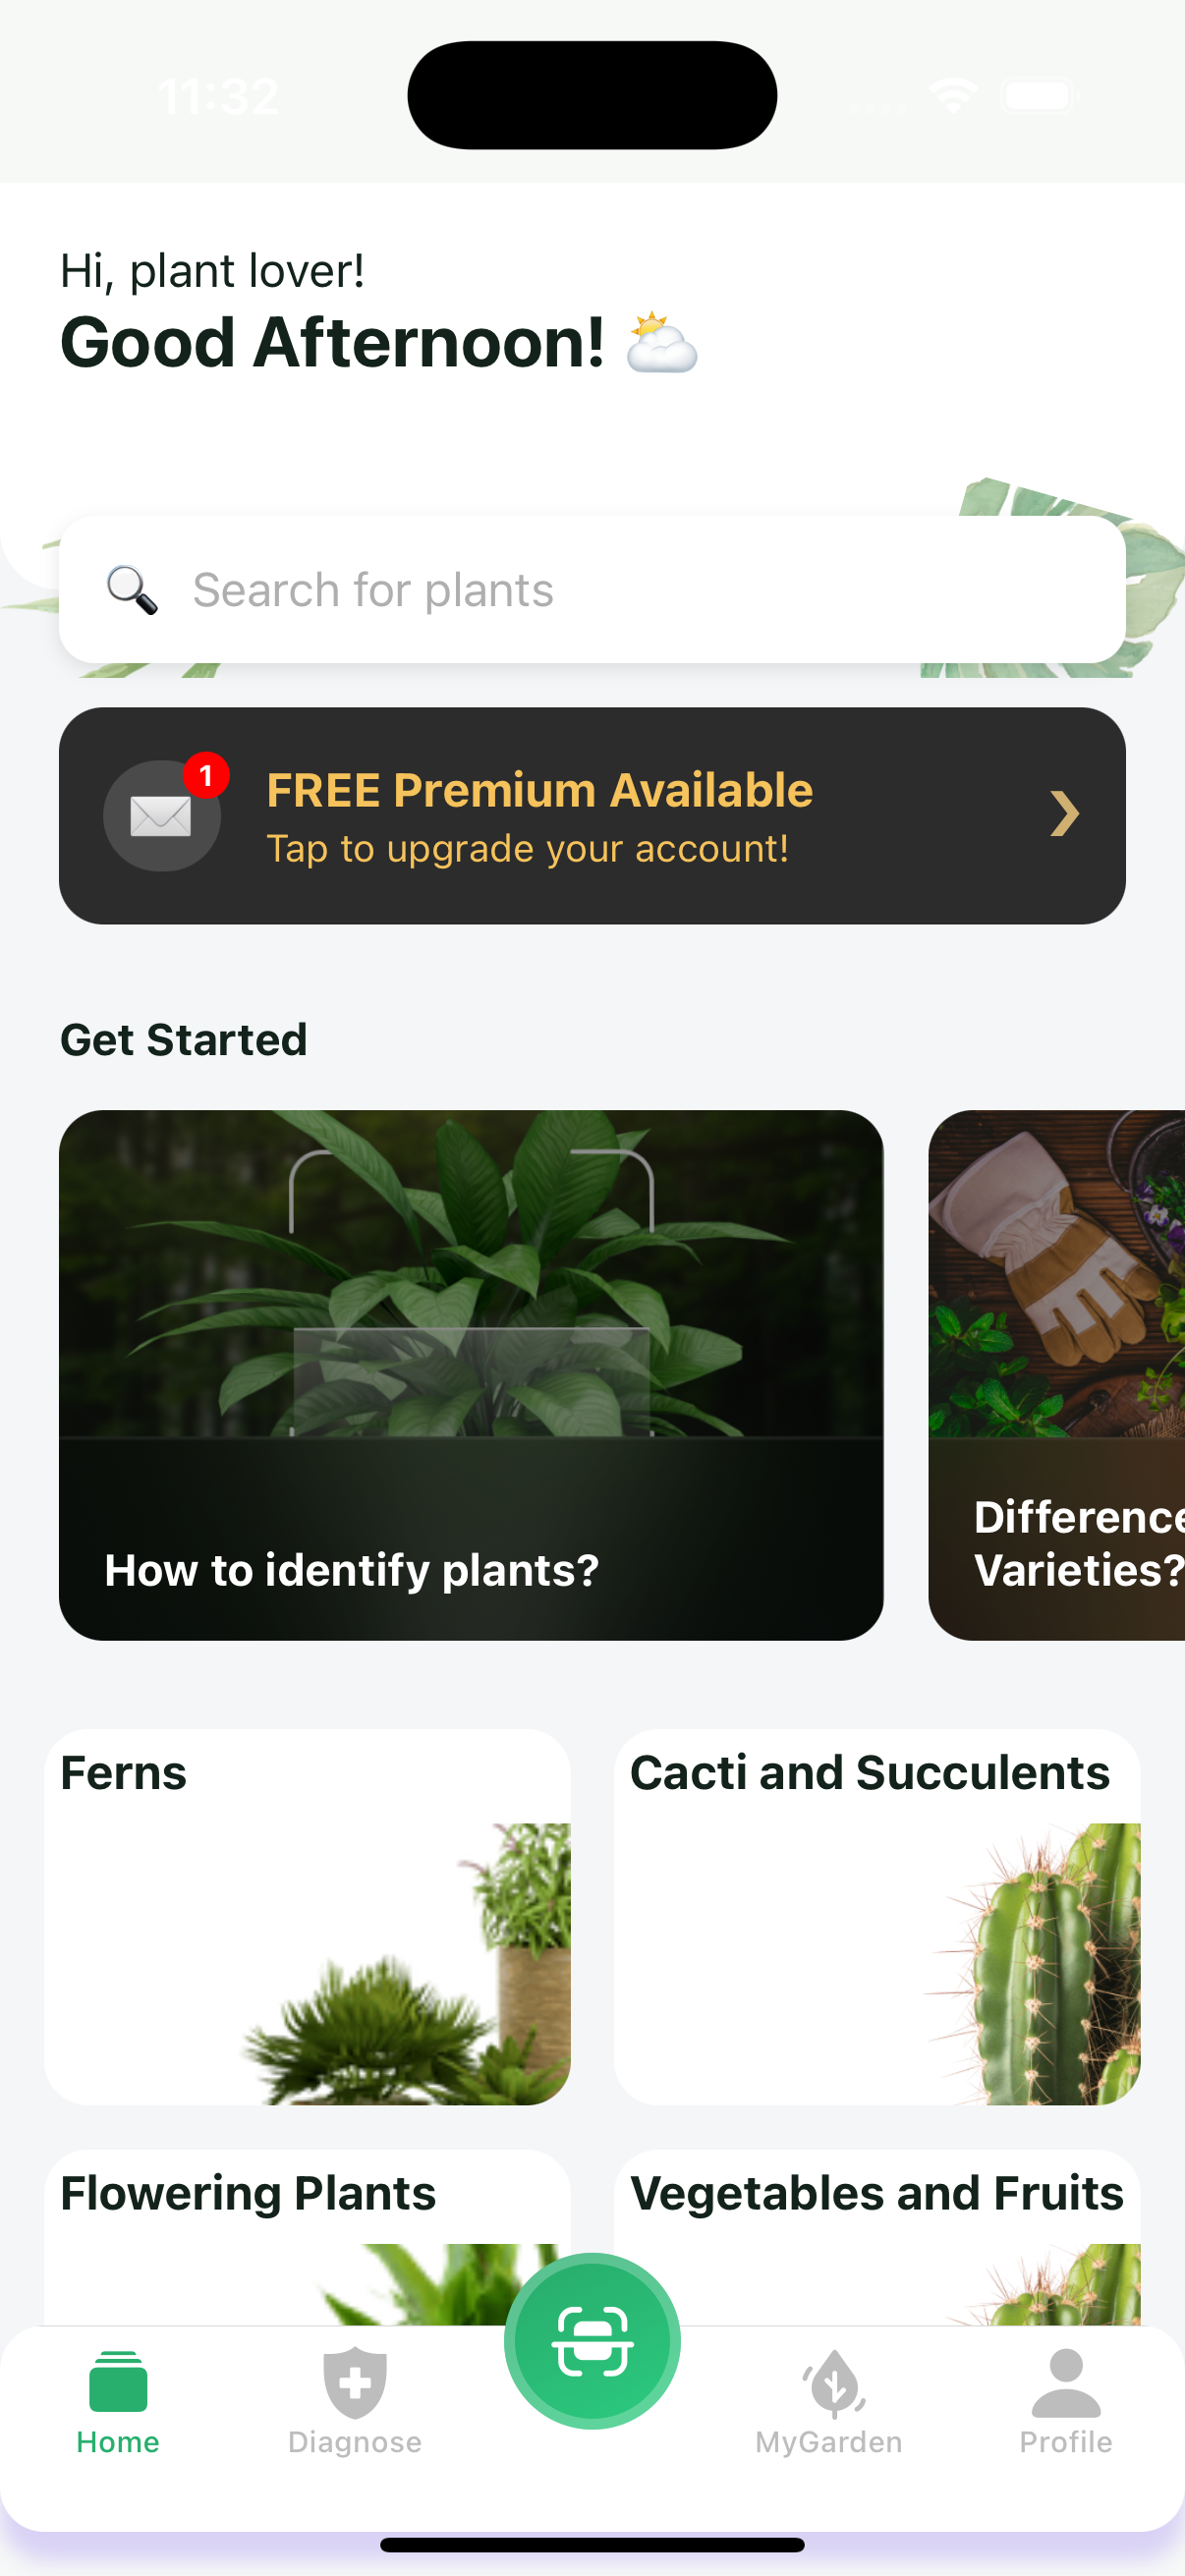 11:32
Hi, plant lover!
Good Afternoon! 🌤️
Search for plants
1
FREE Premium Available
Tap to upgrade your account!
Get Started
How to identify plants?
Difference
Varieties?
Ferns
Cacti and Succulents
Flowering Plants
Vegetables and Fruits
Home
Diagnose
MyGarden
Profile